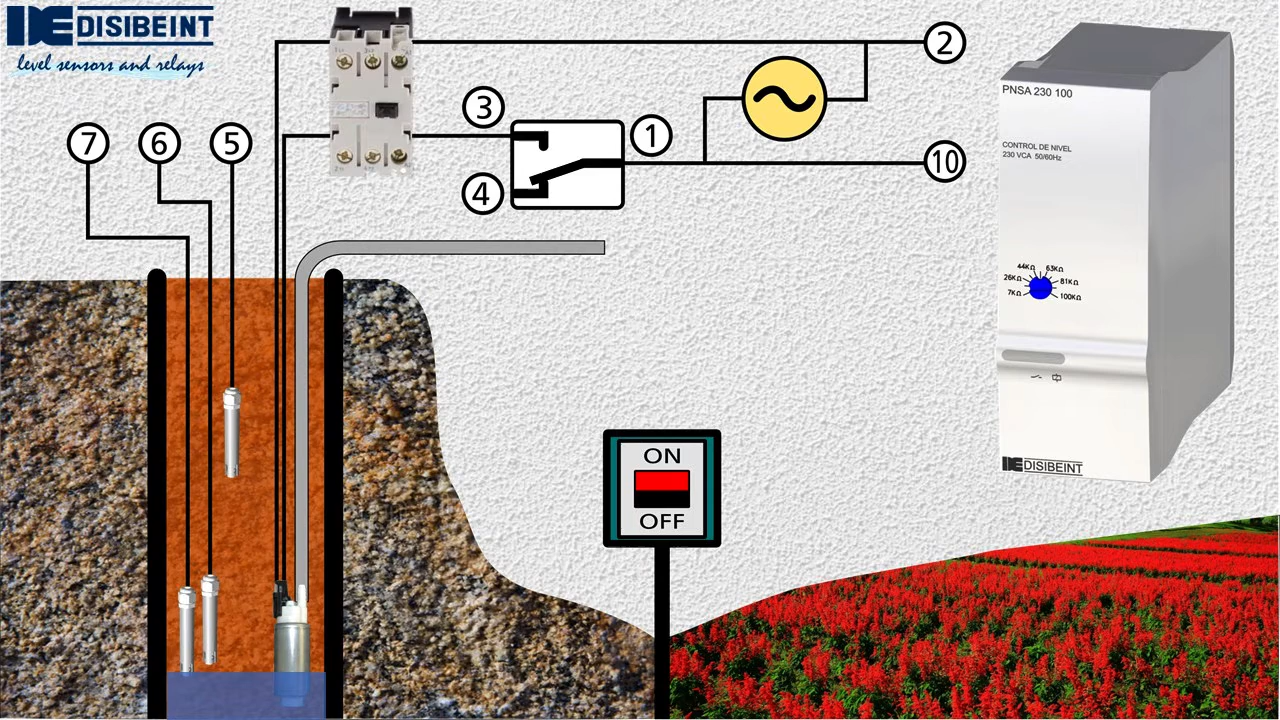 DISIBEINT
level sensors and relays
2
3
1
7
6
5
10
4
PNSA 230 100
CONTROL DE NIVEL
230 VCA 50/60Hz
44KΩ 63KΩ
26KΩ 81KΩ
7KΩ 100KΩ
ON
OFF
DISIBEINT